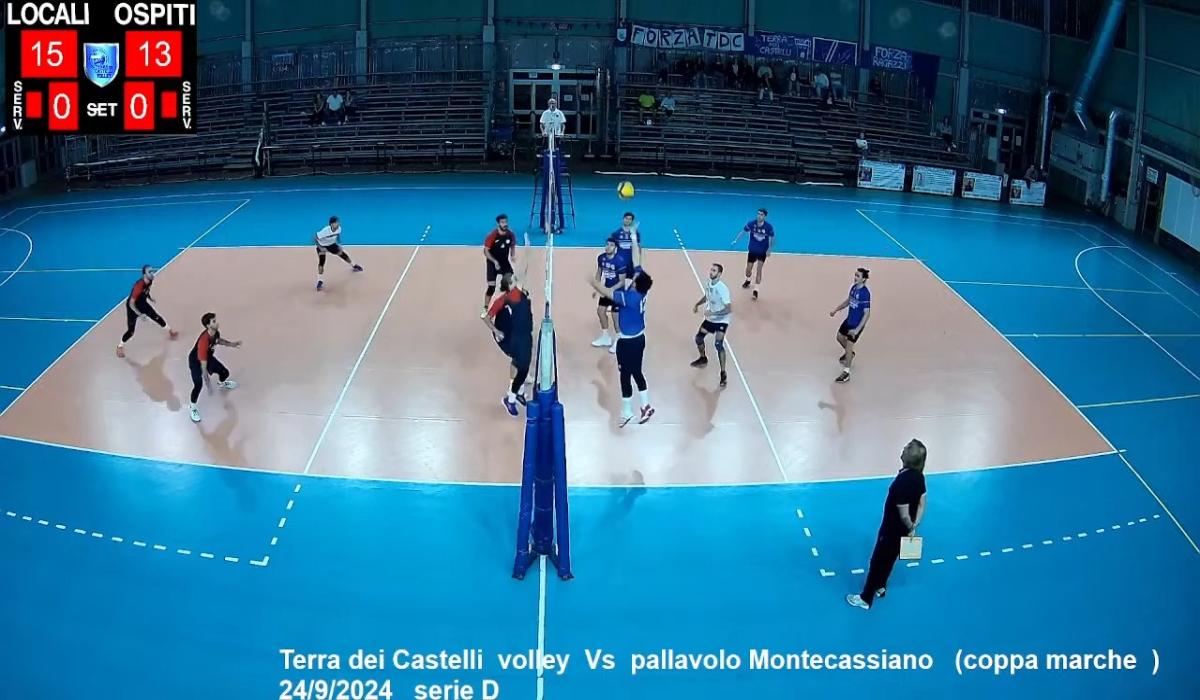 LOCALI OSPITI
15 13
SERV. 0 SET 0 SERV.
FORZA TDC
TERRA
CASTELLI
FORZA
RAGAZZI
Terra dei Castelli volley Vs pallavolo Montecassiano (coppa marche )
24/9/2024 serie D